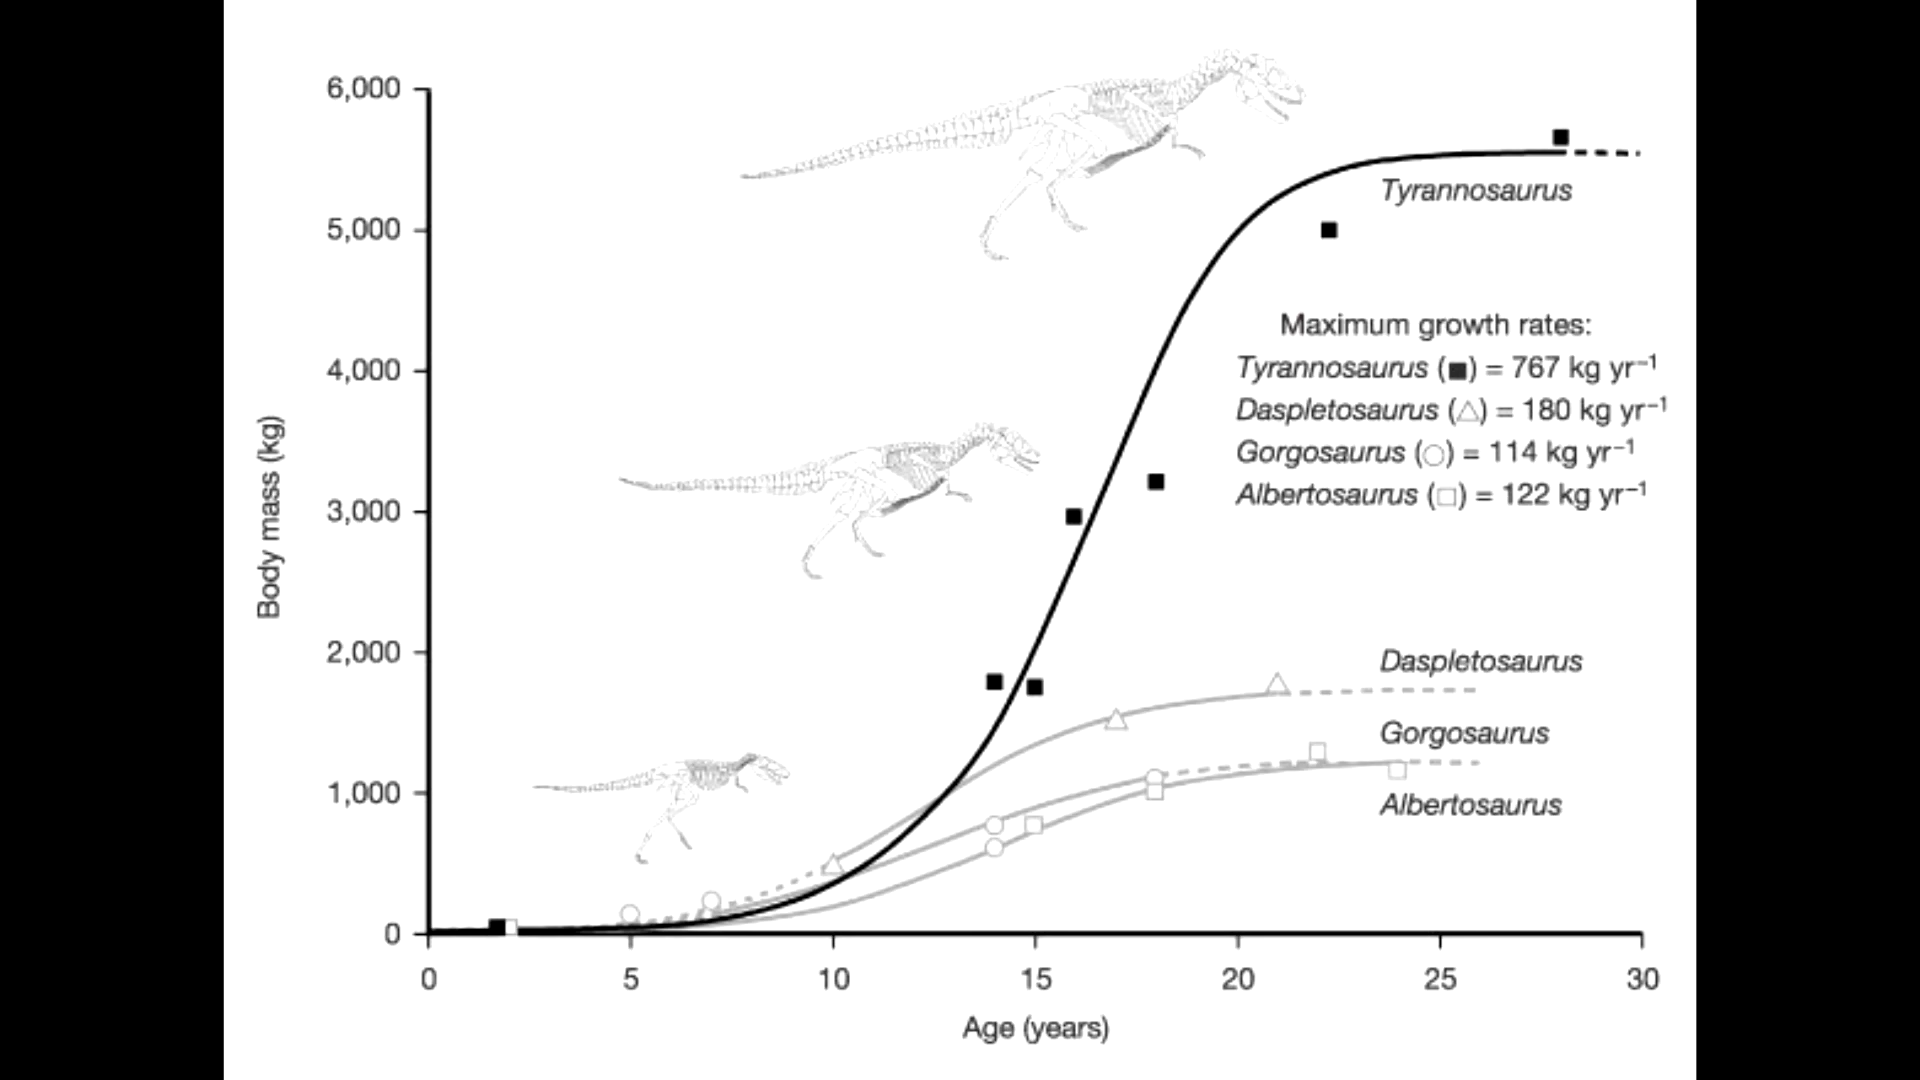 6,000
5,000
4,000
3,000
2,000
1,000
0
Body mass (kg)
0 5 10 15 20 25 30
Age (years)
Tyrannosaurus
Maximum growth rates:
Tyrannosaurus (■) = 767 kg yr⁻¹
Daspletosaurus (△) = 180 kg yr⁻¹
Gorgosaurus (○) = 114 kg yr⁻¹
Albertosaurus (□) = 122 kg yr⁻¹
Daspletosaurus
Gorgosaurus
Albertosaurus